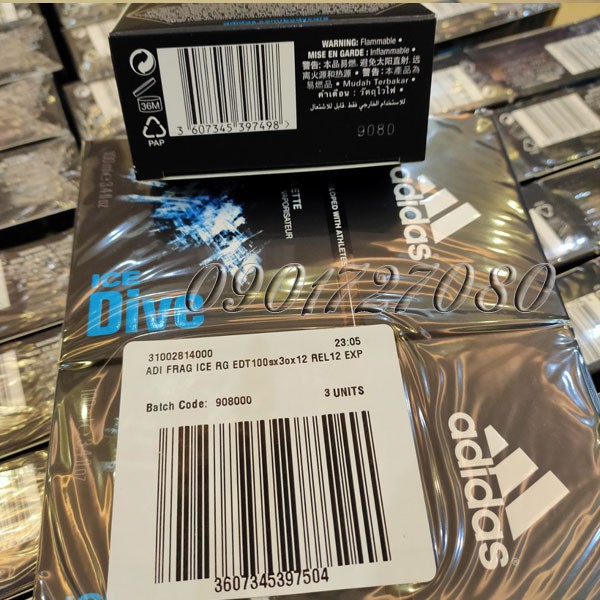 WARNING: Flammable •
MISE EN GARDE : Inflammable •
警告: 本品易燃, 避免太阳直射, 远
离火源和热源 • 警告：本產品為
易燃品 • Mudah Terbakar •
คำเตือน : วัตถุไวไฟ •
للاستخدام الخارجي فقط. قابل للاشتعال
36M
PAP
3 607345 397498 >
9080
adidas
ETTE
VAPORISATEUR
ICE
Dive
0901727080
31002814000 23:05
ADI FRAG ICE RG EDT100sx3ox12 REL12 EXP
Batch Code: 908000 3 UNITS
3607345397504
adidas